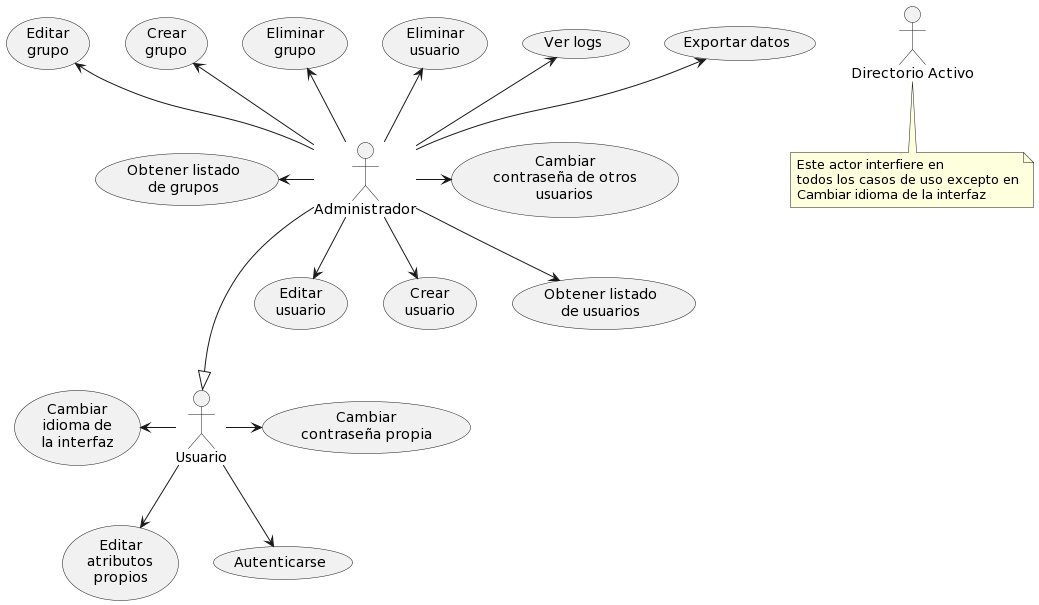 Editar
grupo
Crear
grupo
Eliminar
grupo
Eliminar
usuario
Ver logs
Exportar datos
Directorio Activo
Este actor interfiere en
todos los casos de uso excepto en
Cambiar idioma de la interfaz
Obtener listado
de grupos
Administrador
Cambiar
contraseña de otros
usuarios
Editar
usuario
Crear
usuario
Obtener listado
de usuarios
Cambiar
idioma de
la interfaz
Usuario
Cambiar
contraseña propia
Editar
atributos
propios
Autenticarse